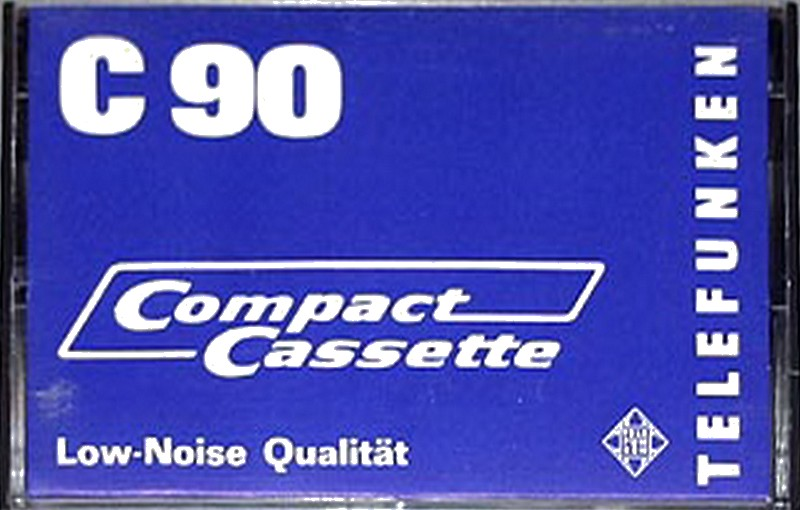 C 90
Compact
Cassette
Low-Noise Qualität
TELEFUNKEN